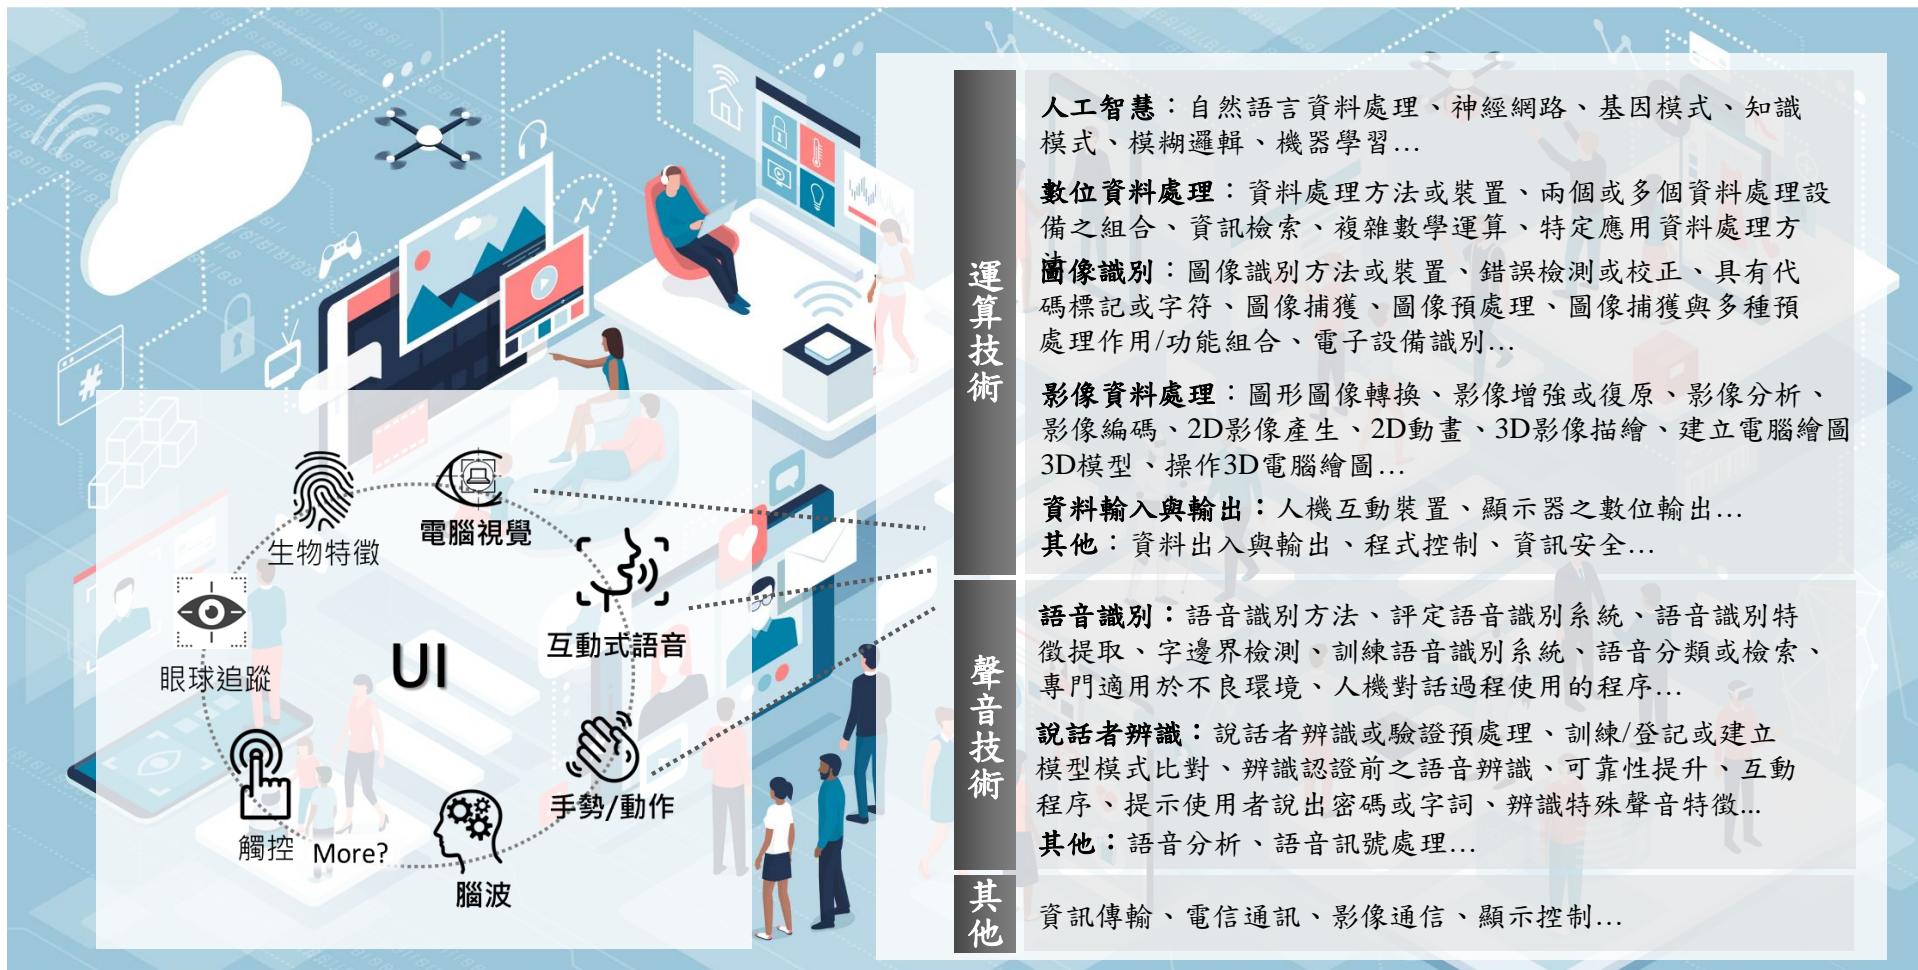 電腦視覺
生物特徵
互動式語音
眼球追蹤
UI
手勢/動作
觸控
More?
腦波
運算技術
人工智慧：自然語言資料處理、神經網路、基因模式、知識
模式、模糊邏輯、機器學習…
數位資料處理：資料處理方法或裝置、兩個或多個資料處理設
備之組合、資訊檢索、複雜數學運算、特定應用資料處理方
圖像識別：圖像識別方法或裝置、錯誤檢測或校正、具有代
碼標記或字符、圖像捕獲、圖像預處理、圖像捕獲與多種預
處理作用/功能組合、電子設備識別…
影像資料處理：圖形圖像轉換、影像增強或復原、影像分析、
影像編碼、2D影像產生、2D動畫、3D影像描繪、建立電腦繪圖
3D模型、操作3D電腦繪圖…
資料輸入與輸出：人機互動裝置、顯示器之數位輸出…
其他：資料出入與輸出、程式控制、資訊安全…
聲音技術
語音識別：語音識別方法、評定語音識別系統、語音識別特
徵提取、字邊界檢測、訓練語音識別系統、語音分類或檢索、
專門適用於不良環境、人機對話過程使用的程序…
說話者辨識：說話者辨識或驗證預處理、訓練/登記或建立
模型模式比對、辨識認證前之語音辨識、可靠性提升、互動
程序、提示使用者說出密碼或字詞、辨識特殊聲音特徵...
其他：語音分析、語音訊號處理…
其他
資訊傳輸、電信通訊、影像通信、顯示控制…